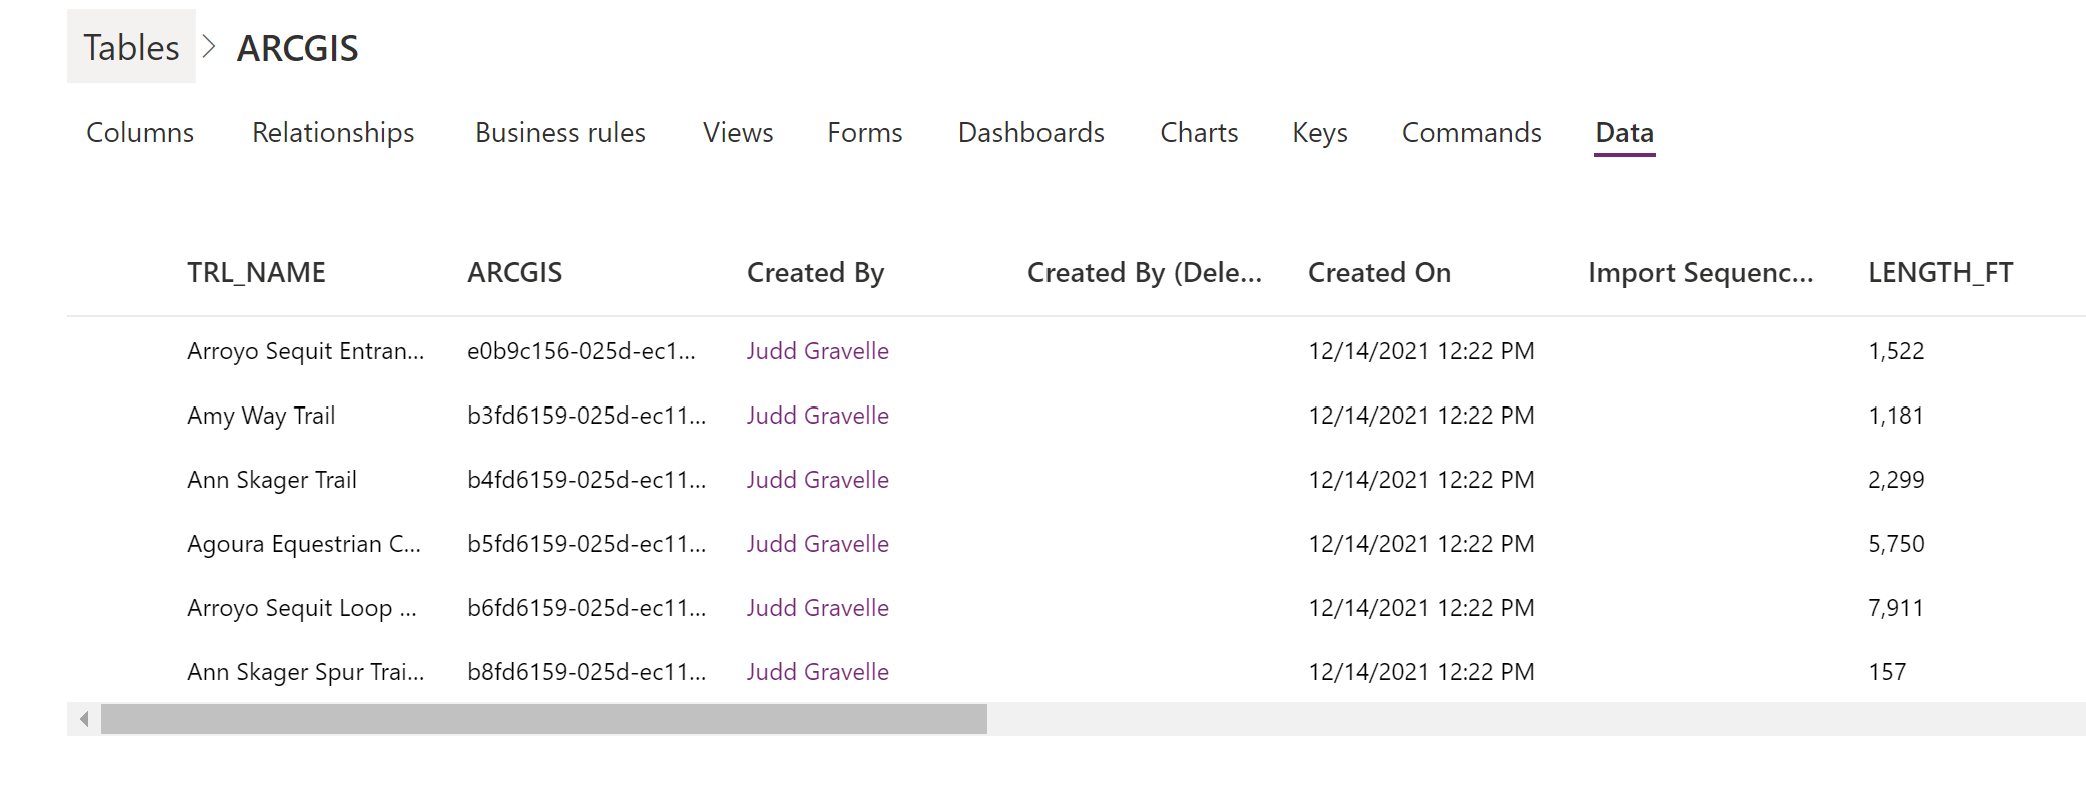 Tables > ARCGIS
Columns Relationships Business rules Views Forms Dashboards Charts Keys Commands Data
TRL_NAME ARCGIS Created By Created By (Dele... Created On Import Sequenc... LENGTH_FT
Arroyo Sequit Entran... e0b9c156-025d-ec1... Judd Gravelle 12/14/2021 12:22 PM 1,522
Amy Way Trail b3fd6159-025d-ec11... Judd Gravelle 12/14/2021 12:22 PM 1,181
Ann Skager Trail b4fd6159-025d-ec11... Judd Gravelle 12/14/2021 12:22 PM 2,299
Agoura Equestrian C... b5fd6159-025d-ec11... Judd Gravelle 12/14/2021 12:22 PM 5,750
Arroyo Sequit Loop ... b6fd6159-025d-ec11... Judd Gravelle 12/14/2021 12:22 PM 7,911
Ann Skager Spur Trai... b8fd6159-025d-ec11... Judd Gravelle 12/14/2021 12:22 PM 157